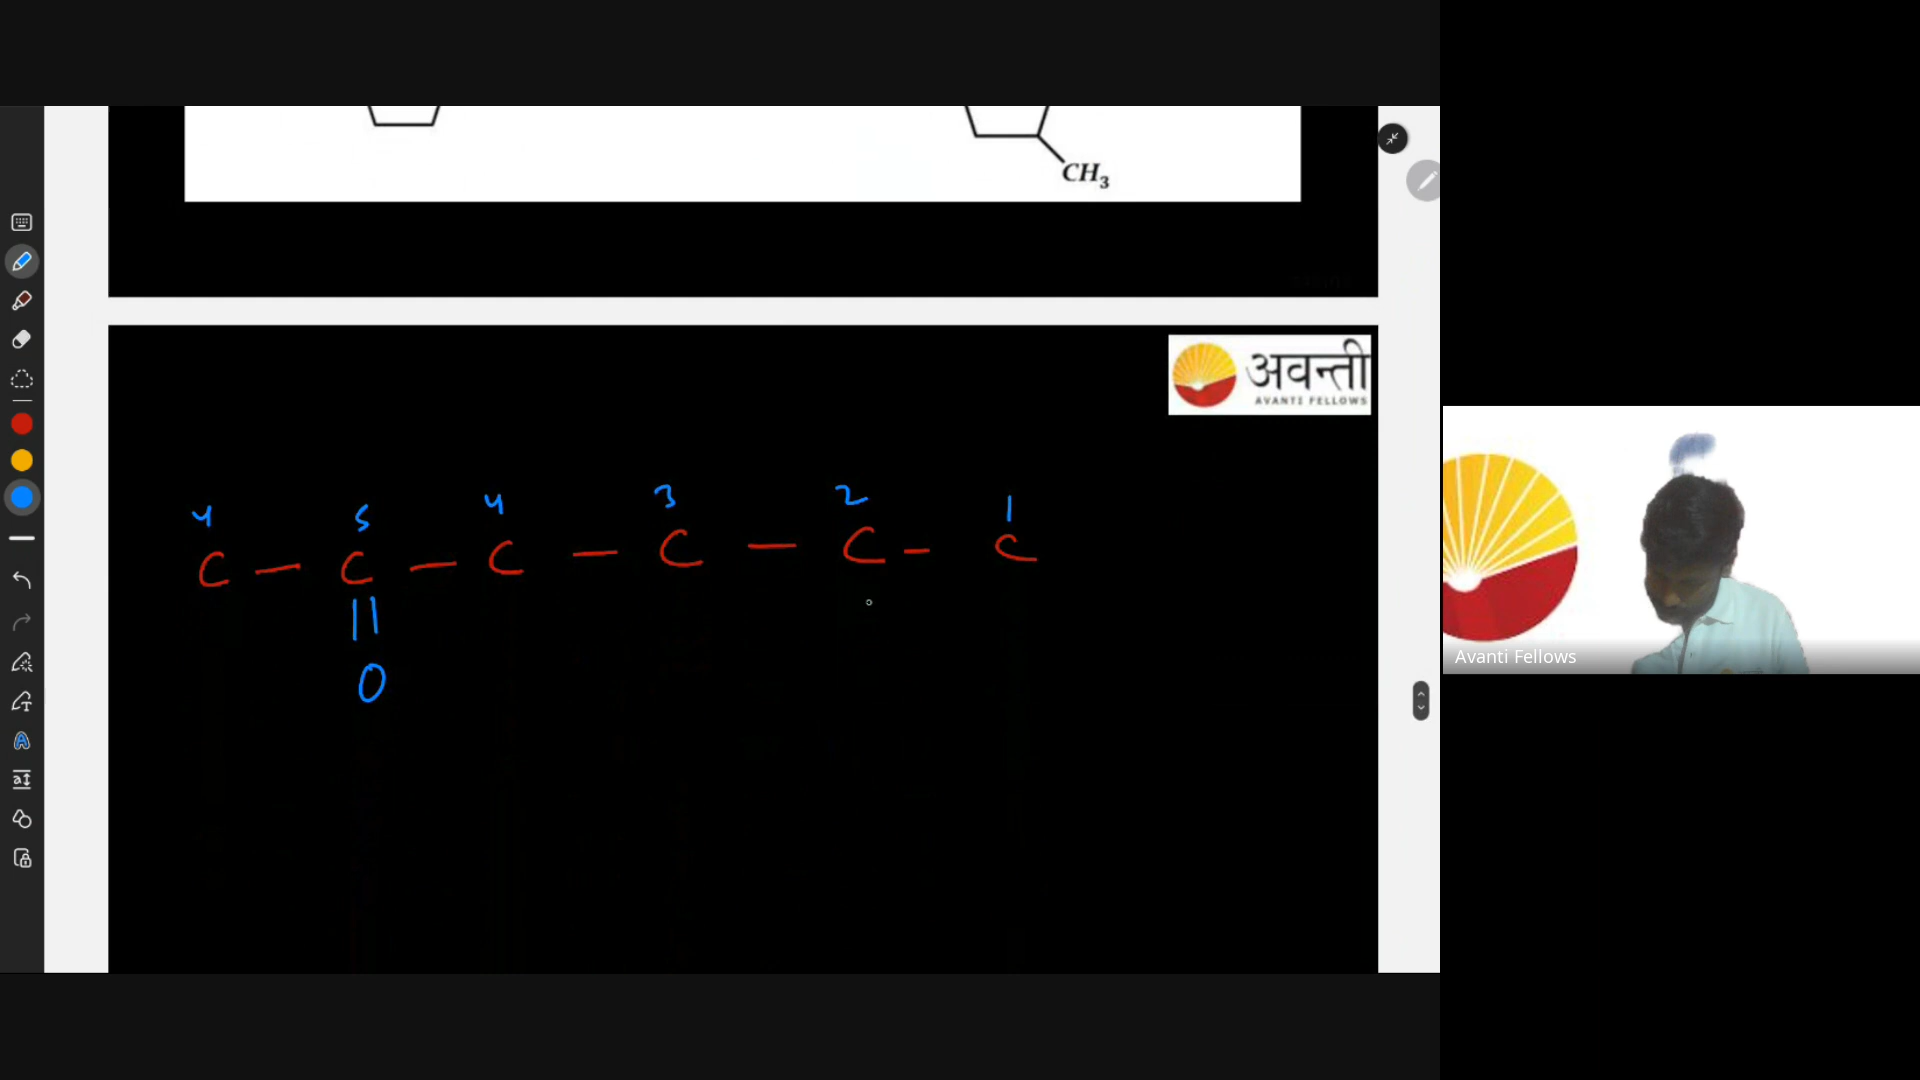 CH3
अवन्ती
AVANTI FELLOWS
4 5 4 3 2 1
C - C - C - C - C - C
||
O
Avanti Fellows